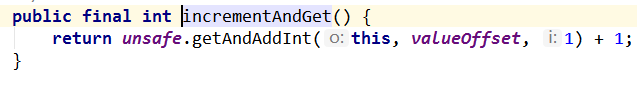 public final int incrementAndGet() {
return unsafe.getAndAddInt( o: this, valueOffset, i: 1) + 1;
}